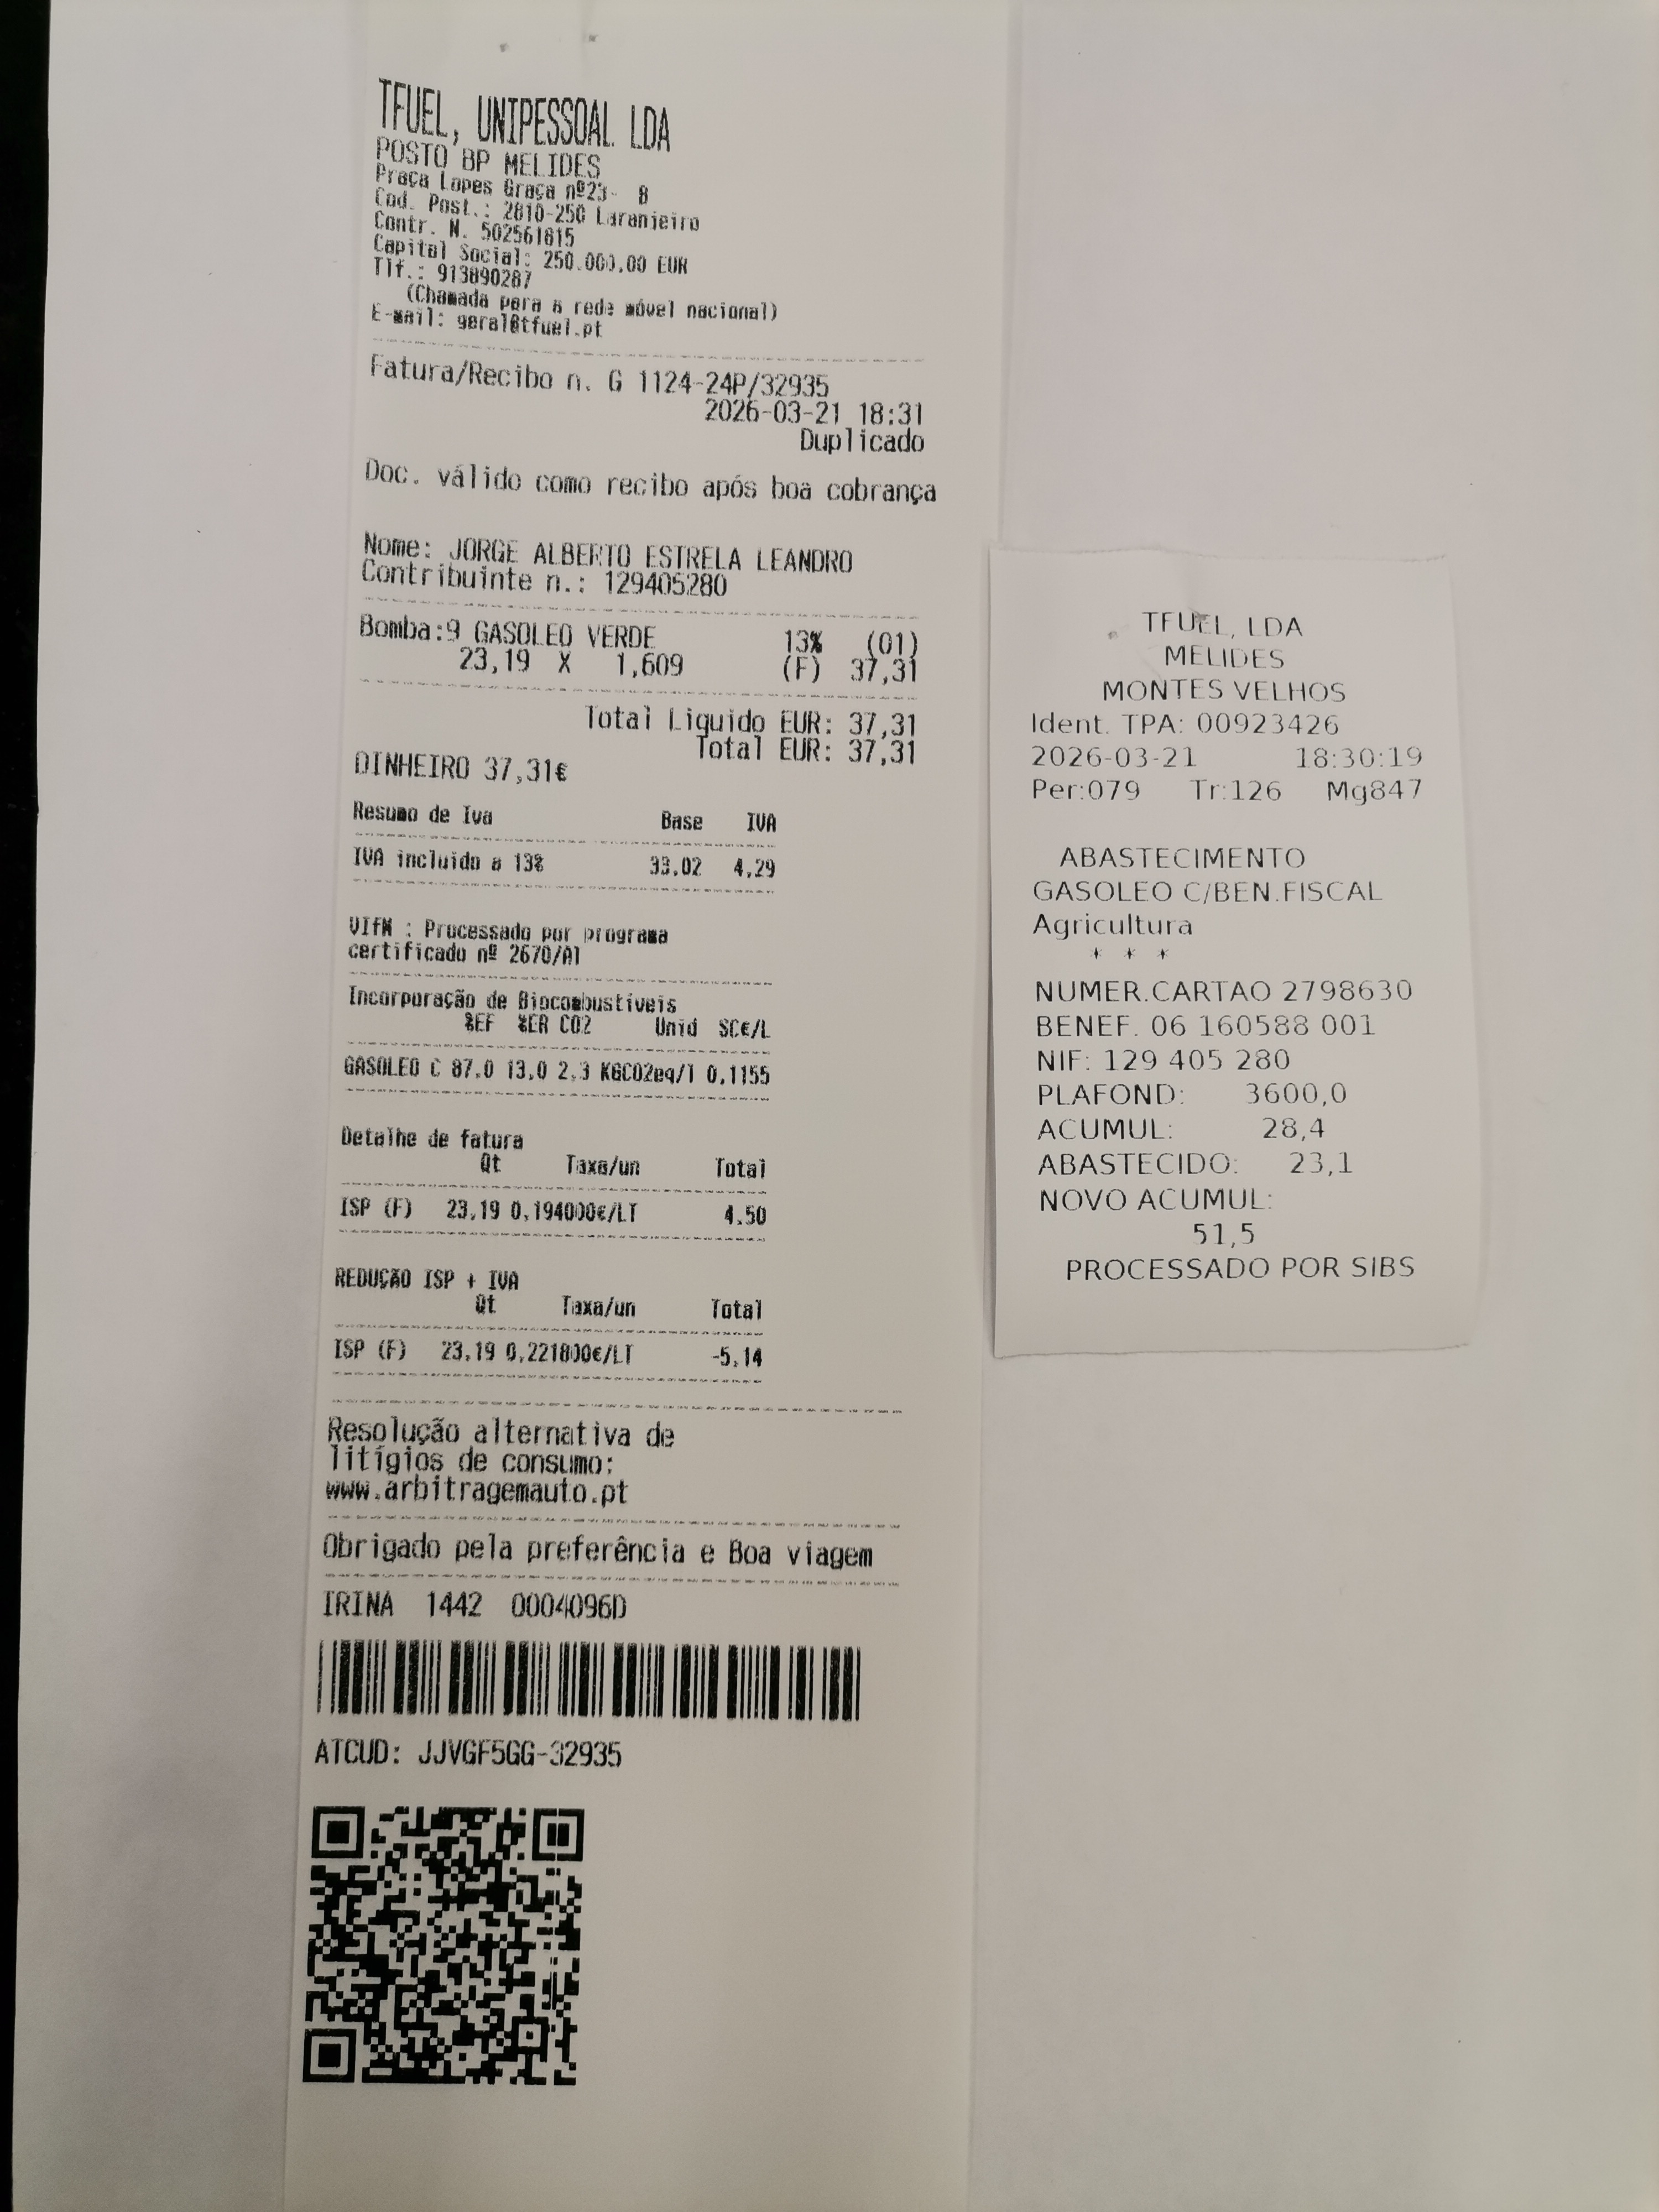 TFUEL, UNIPESSOAL LDA
POSTO BP MELIDES
Praça Lopes Graça nº23- B
Cod. Post.: 2810-250 Laranjeiro
Contr. N. 502561815
Capital Social: 250.000,00 EUR
Tlf.: 913890287
(Chamada para a rede móvel nacional)
E-mail: geral@tfuel.pt
Fatura/Recibo n. G 1124-24P/32935
2026-03-21 18:31
Duplicado
Doc. válido como recibo após boa cobrança
Nome: JORGE ALBERTO ESTRELA LEANDRO
Contribuinte n.: 129405280
Bomba:9 GASOLEO VERDE 13% (01)
23,19 X 1,609 (F) 37,31
Total Liquido EUR: 37,31
Total EUR: 37,31
DINHEIRO 37,31€
Resumo de Iva Base IVA
IVA incluido a 13% 33,02 4,29
VIfM : Processado por programa
certificado nº 2670/AT
Incorporação de Biocombustíveis
%EF %ER CO2 Unid SC€/L
GASOLEO C 87.0 13.0 2,3 KGCO2eq/l 0,1155
Detalhe de fatura
Qt Taxa/un Total
ISP (F) 23,19 0,194000€/LT 4,50
REDUÇÃO ISP + IVA
Qt Taxa/un Total
ISP (F) 23,19 0,221800€/LT -5,14
Resolução alternativa de
litígios de consumo:
www.arbitragemauto.pt
Obrigado pela preferência e Boa viagem
IRINA 1442 0004096D
ATCUD: JJVGF5GG-32935
TFUEL, LDA
MELIDES
MONTES VELHOS
Ident. TPA: 00923426
2026-03-21 18:30:19
Per:079 Tr:126 Mg847
ABASTECIMENTO
GASOLEO C/BEN.FISCAL
Agricultura
* * *
NUMER.CARTAO 2798630
BENEF. 06 160588 001
NIF: 129 405 280
PLAFOND: 3600,0
ACUMUL: 28,4
ABASTECIDO: 23,1
NOVO ACUMUL:
51,5
PROCESSADO POR SIBS